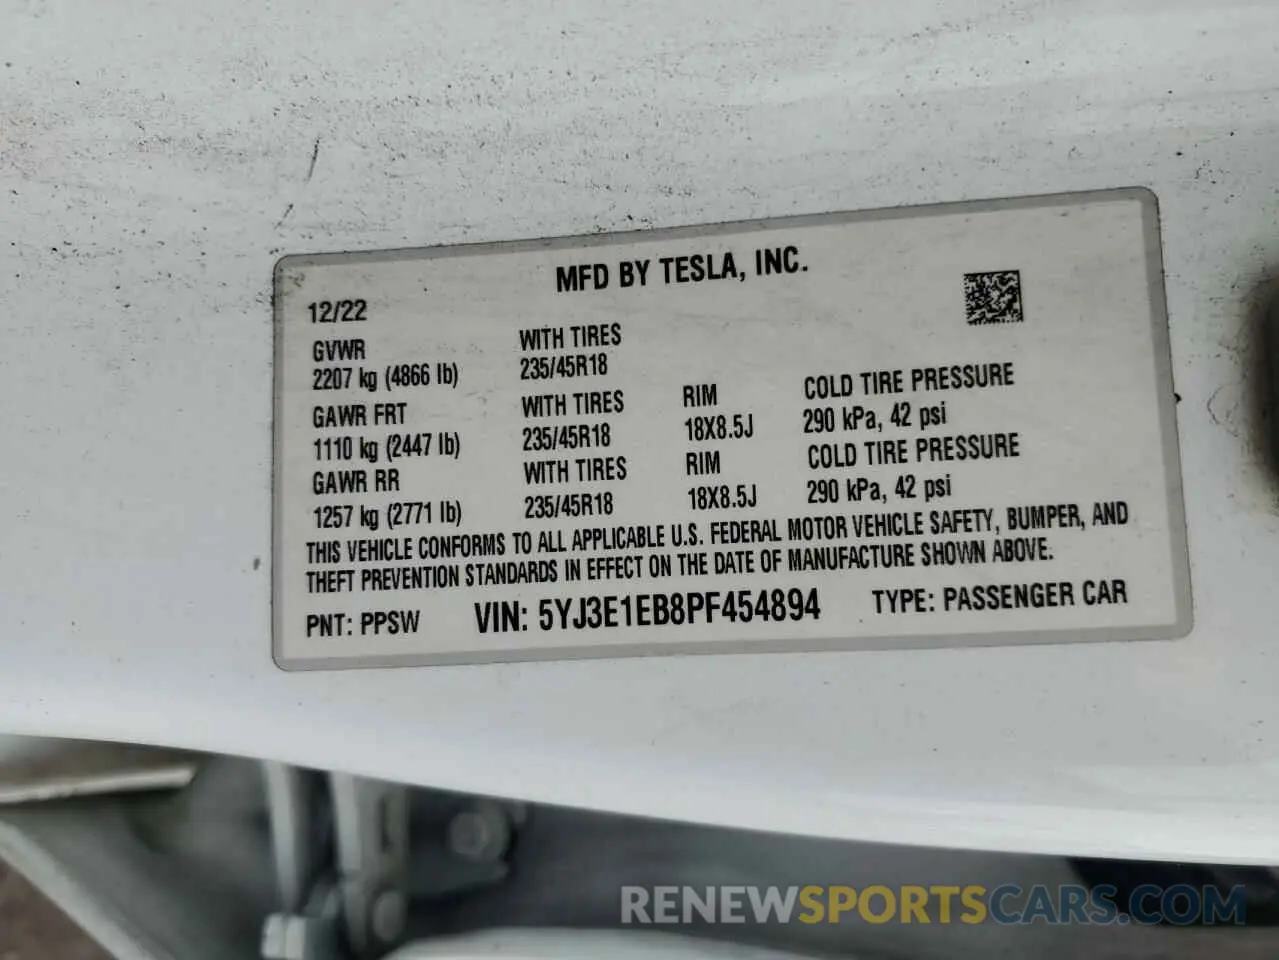 MFD BY TESLA, INC.
12/22
GVWR WITH TIRES
2207 kg (4866 lb) 235/45R18
GAWR FRT WITH TIRES RIM COLD TIRE PRESSURE
1110 kg (2447 lb) 235/45R18 18X8.5J 290 kPa, 42 psi
GAWR RR WITH TIRES RIM COLD TIRE PRESSURE
1257 kg (2771 lb) 235/45R18 18X8.5J 290 kPa, 42 psi
THIS VEHICLE CONFORMS TO ALL APPLICABLE U.S. FEDERAL MOTOR VEHICLE SAFETY, BUMPER, AND
THEFT PREVENTION STANDARDS IN EFFECT ON THE DATE OF MANUFACTURE SHOWN ABOVE.
PNT: PPSW VIN: 5YJ3E1EB8PF454894 TYPE: PASSENGER CAR
RENEWSPORTSCARS.COM